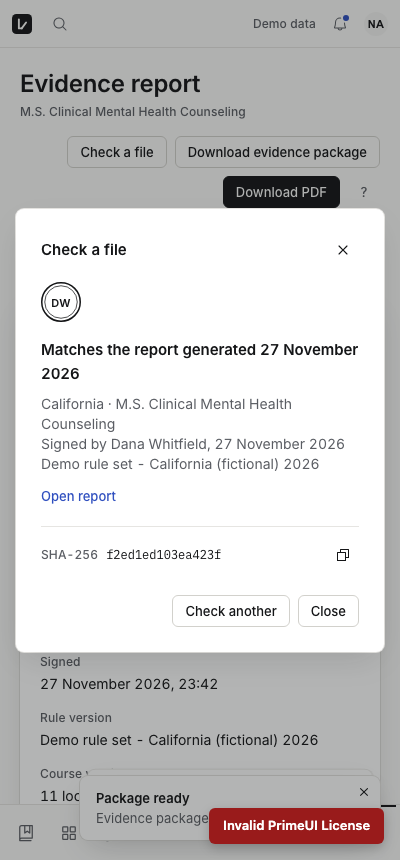 Demo data
NA
Evidence report
M.S. Clinical Mental Health Counseling
Check a file
Download evidence package
Download PDF
?
Check a file
DW
Matches the report generated 27 November
2026
California · M.S. Clinical Mental Health
Counseling
Signed by Dana Whitfield, 27 November 2026
Demo rule set - California (fictional) 2026
Open report
SHA-256 f2ed1ed103ea423f
Check another
Close
Signed
27 November 2026, 23:42
Rule version
Demo rule set - California (fictional) 2026
Course
11
Package ready
Evidence package
Invalid PrimeUI License